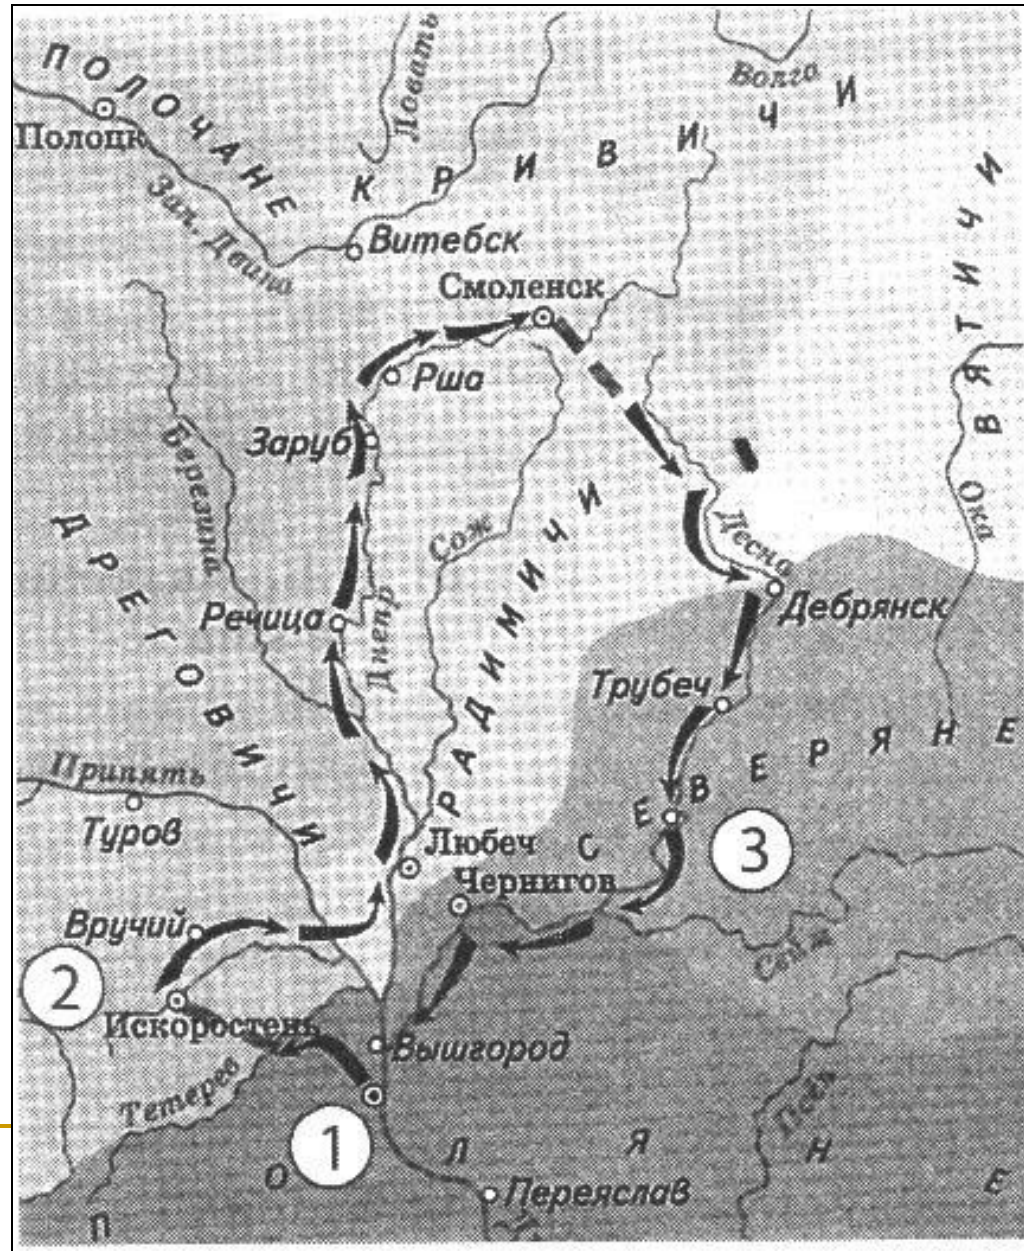 ПОЛОЧАНЕ
Полоцк
Ловать
Волга
КРИВИЧИ
Зап. Двина
Витебск
Смоленск
Рша
Заруб
ВЯТИЧИ
Березина
Сож
Десна
Ока
ДРЕГОВИЧИ
Речица
Днепр
РАДИМИЧИ
Дебрянск
Трубеч
СЕВЕРЯНЕ
Припять
Туров
Любеч
3
Чернигов
Вручий
Сейм
2
Искоростень
Вышгород
Тетерев
Псёл
1
ПОЛЯНЕ
Переяслав